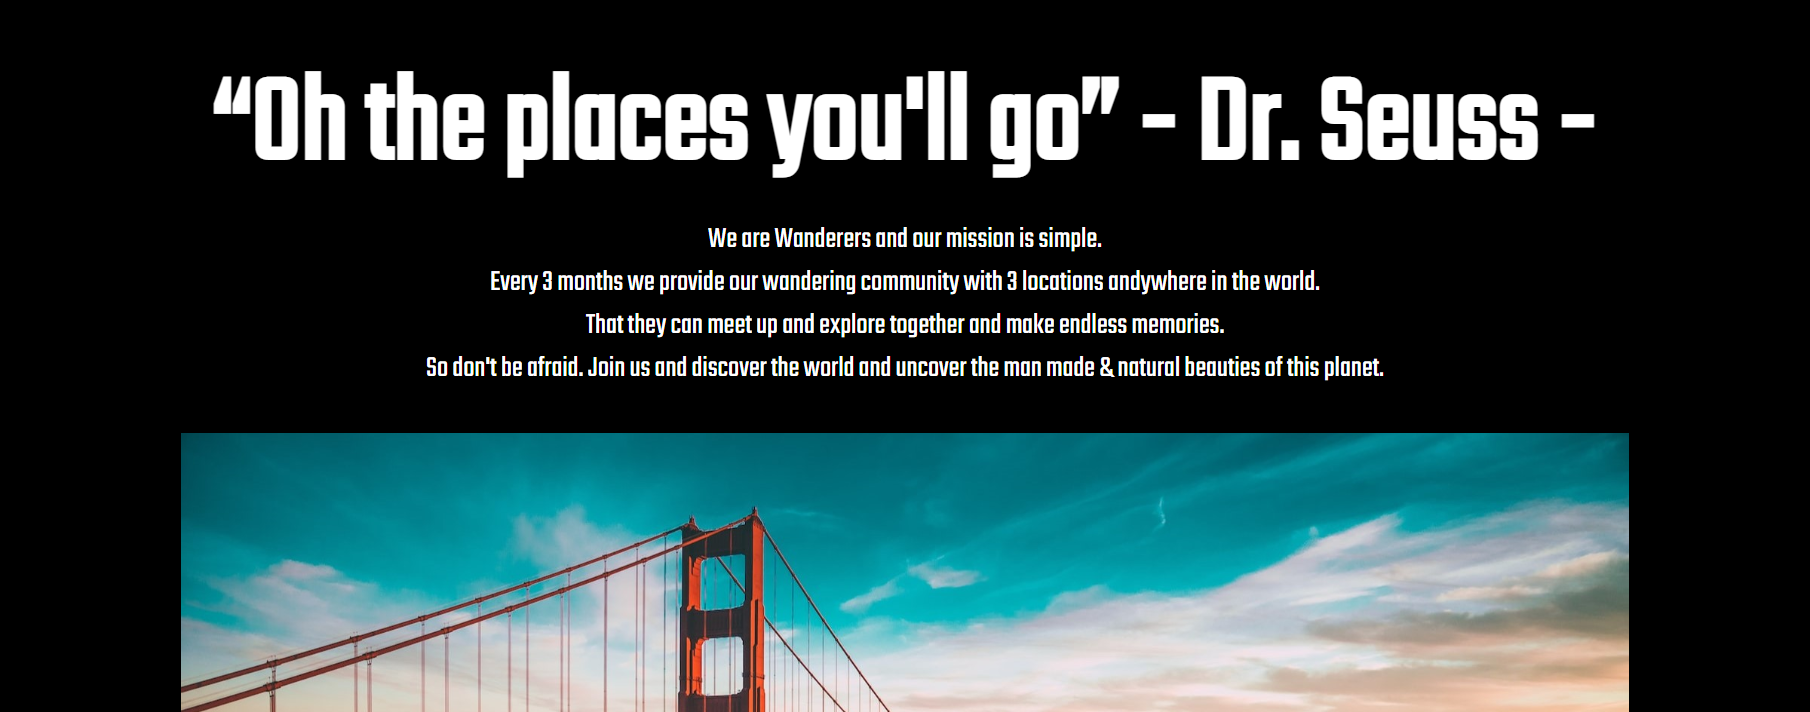 “Oh the places you'll go” - Dr. Seuss -
We are Wanderers and our mission is simple.
Every 3 months we provide our wandering community with 3 locations andywhere in the world.
That they can meet up and explore together and make endless memories.
So don't be afraid. Join us and discover the world and uncover the man made & natural beauties of this planet.